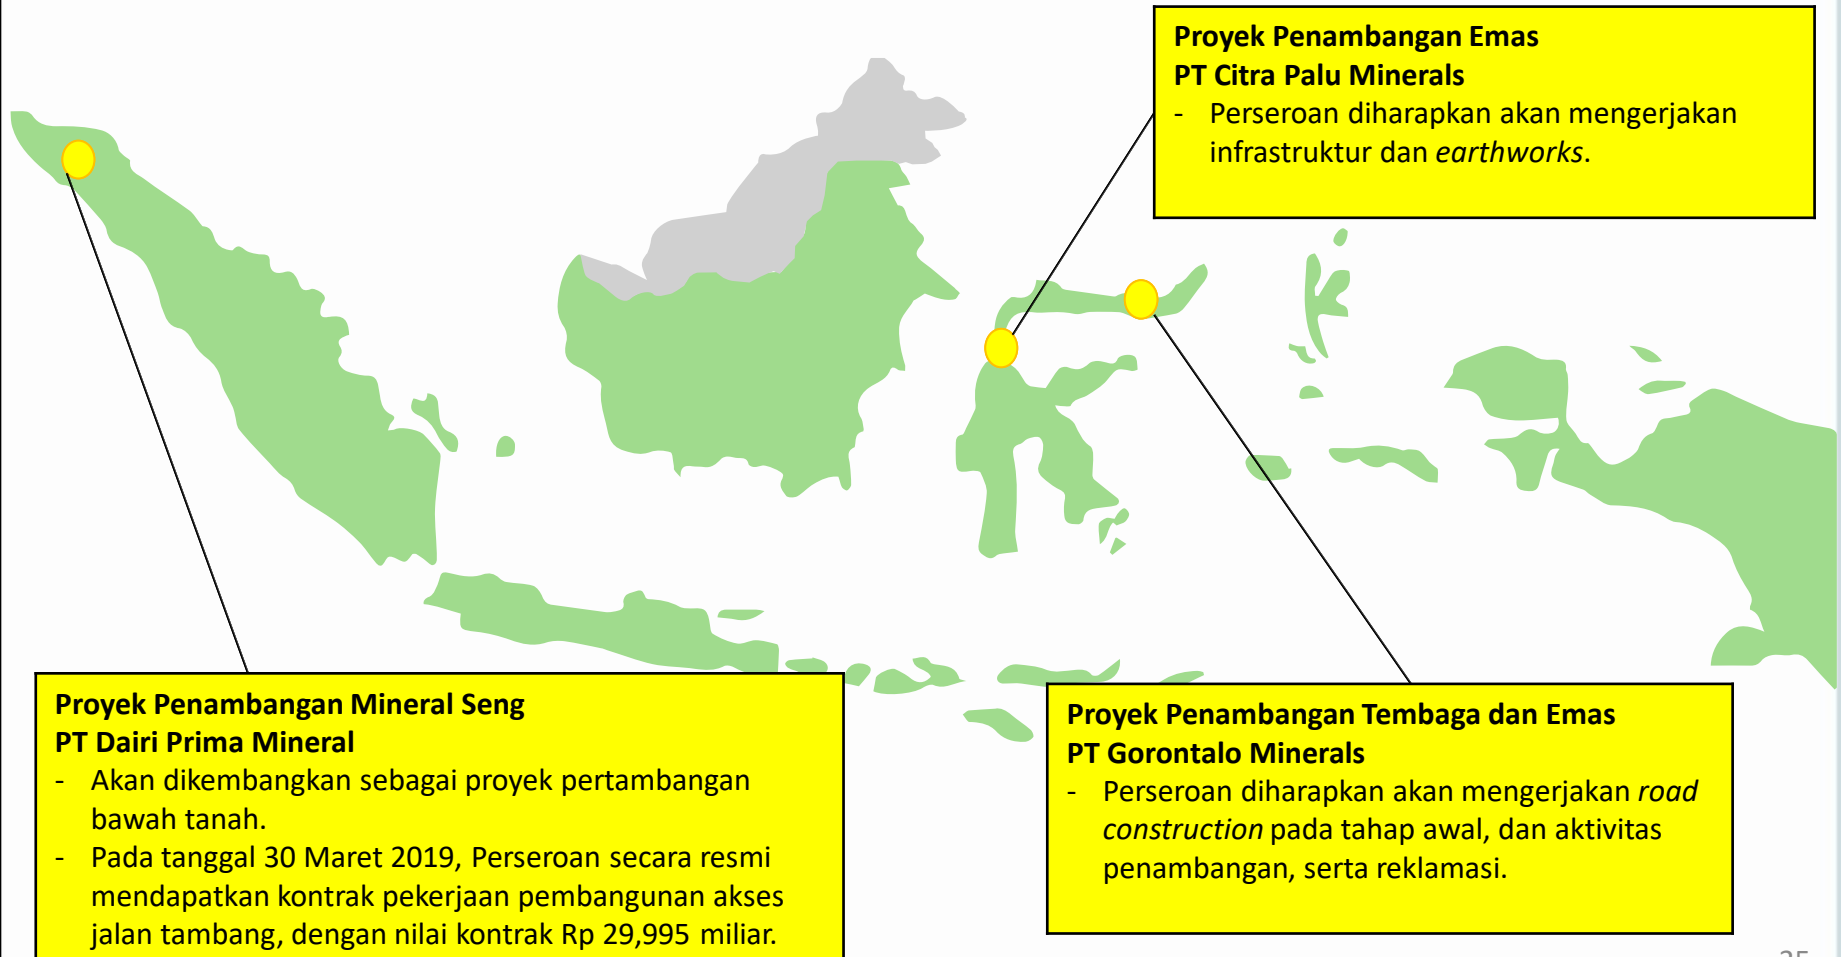 Proyek Penambangan Emas
PT Citra Palu Minerals
- Perseroan diharapkan akan mengerjakan
infrastruktur dan earthworks.
Proyek Penambangan Mineral Seng
PT Dairi Prima Mineral
- Akan dikembangkan sebagai proyek pertambangan
bawah tanah.
- Pada tanggal 30 Maret 2019, Perseroan secara resmi
mendapatkan kontrak pekerjaan pembangunan akses
jalan tambang, dengan nilai kontrak Rp 29,995 miliar.
Proyek Penambangan Tembaga dan Emas
PT Gorontalo Minerals
- Perseroan diharapkan akan mengerjakan road
construction pada tahap awal, dan aktivitas
penambangan, serta reklamasi.